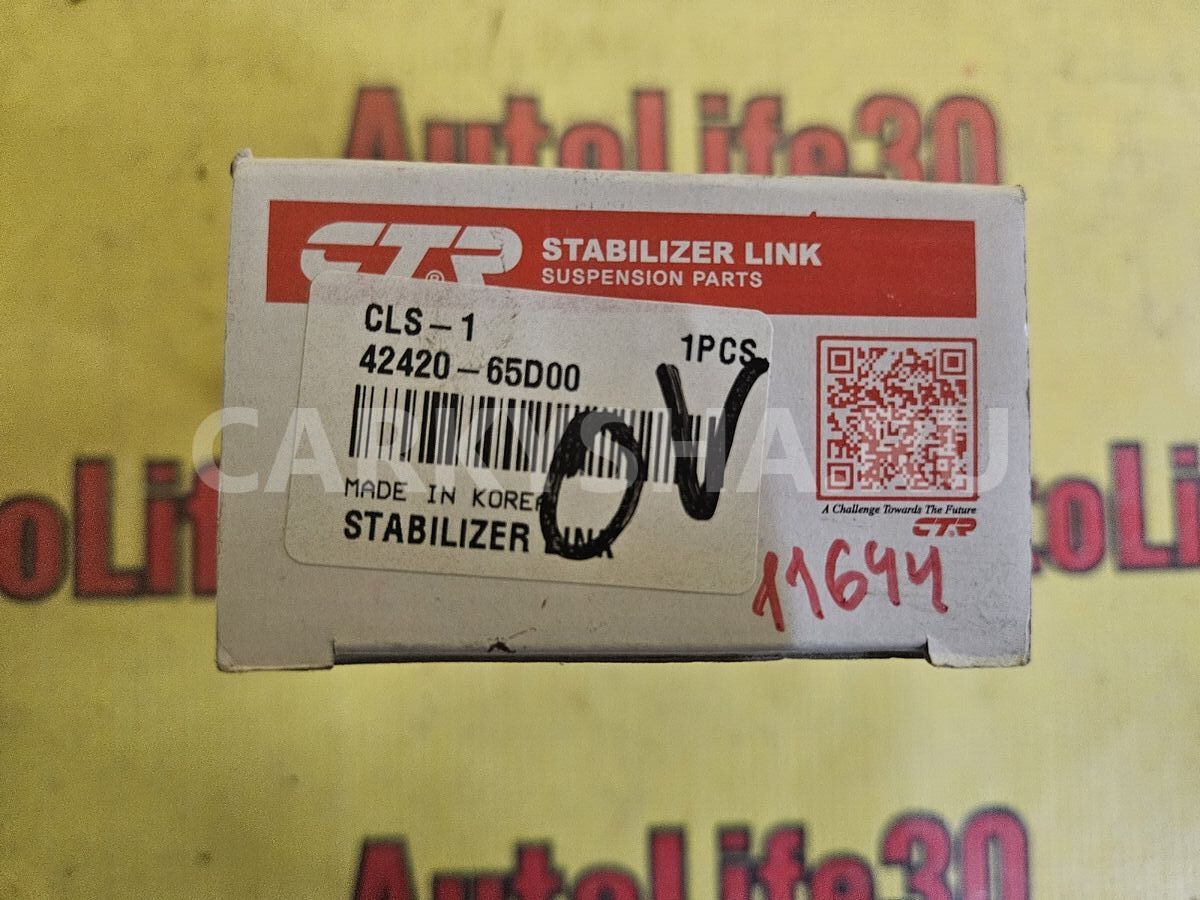 AutoLife30
CTR®
STABILIZER LINK
SUSPENSION PARTS
CLS-1
1PCS
42420-65D00
MADE IN KOREA
STABILIZER LINK
OV
A Challenge Towards The Future
CTR
11644
AutoLife30